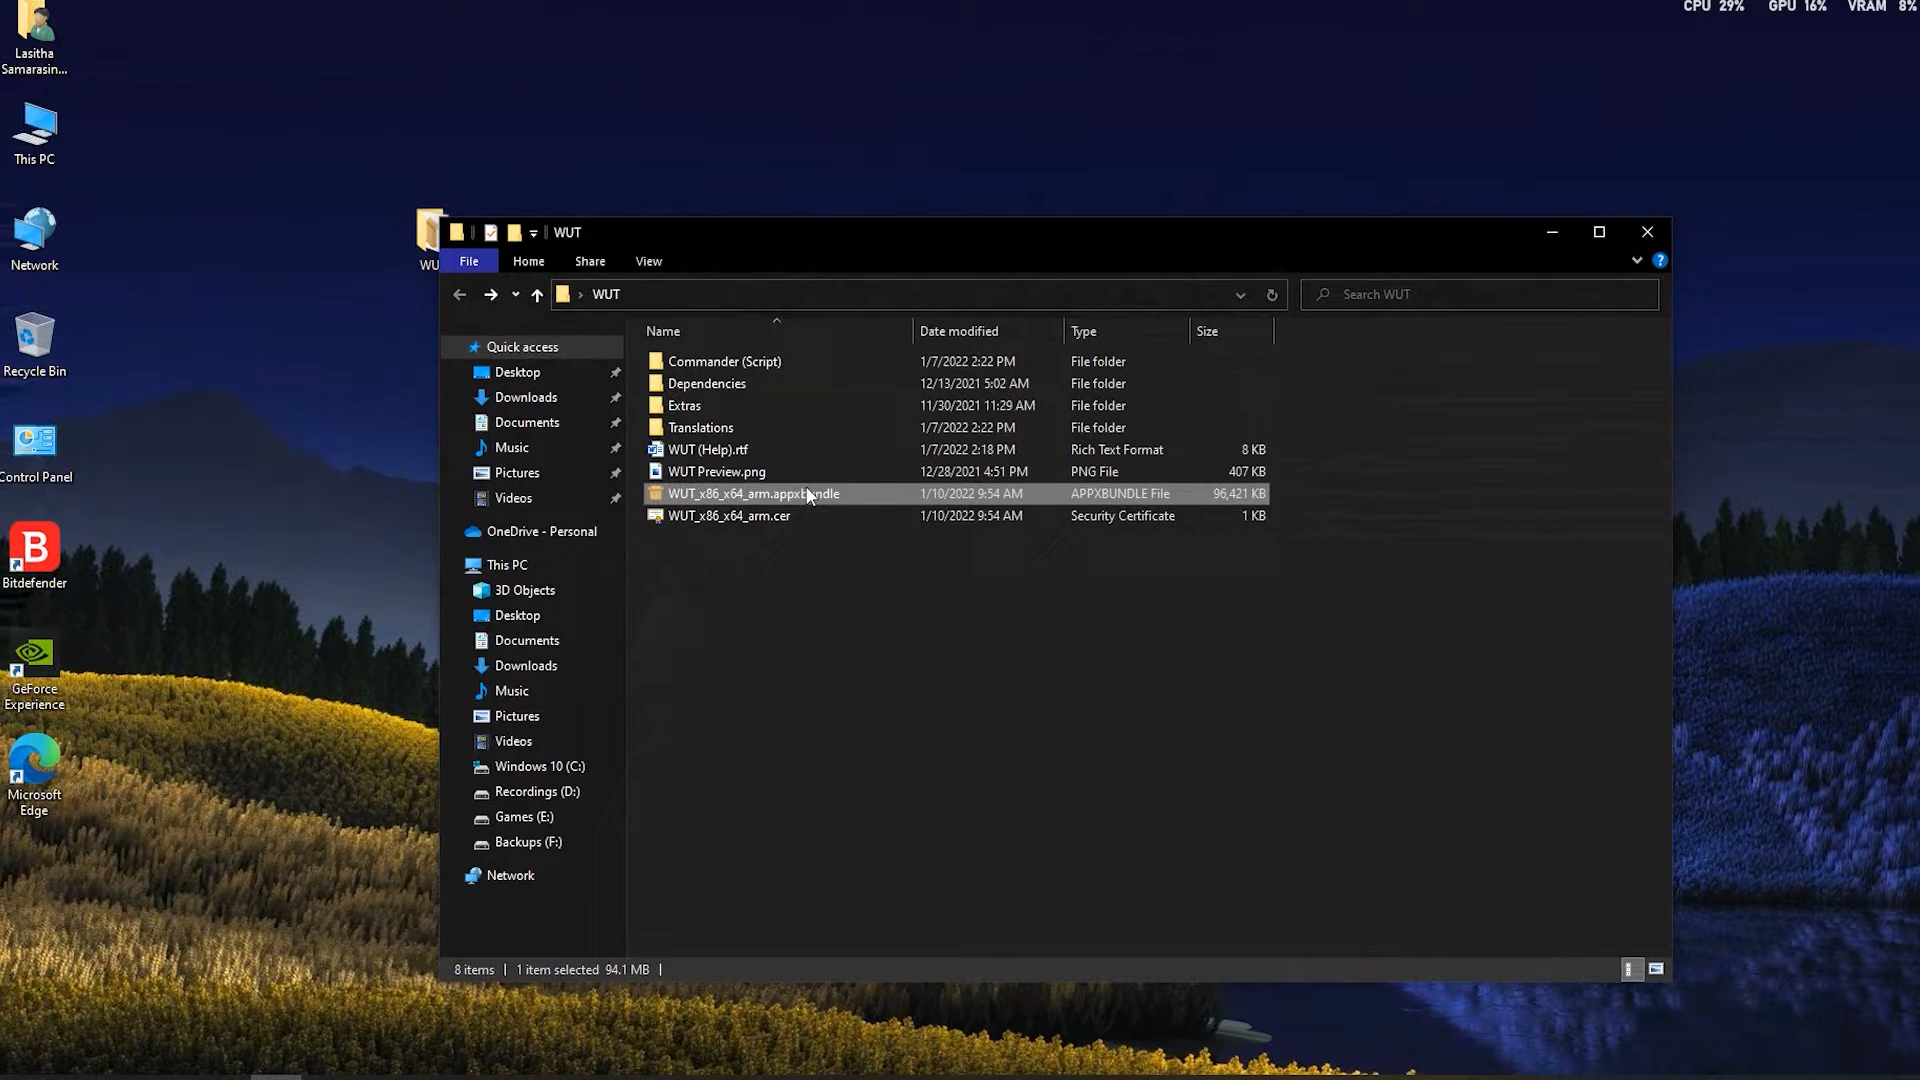 CPU 29% GPU 16% VRAM 8%
Lasitha
Samarasin...
This PC
Network
Recycle Bin
Control Panel
Bitdefender
GeForce
Experience
Microsoft
Edge
WU
WUT
File Home Share View
WUT
Search WUT
Quick access
Desktop
Downloads
Documents
Music
Pictures
Videos
OneDrive - Personal
This PC
3D Objects
Desktop
Documents
Downloads
Music
Pictures
Videos
Windows 10 (C:)
Recordings (D:)
Games (E:)
Backups (F:)
Network
Name Date modified Type Size
Commander (Script) 1/7/2022 2:22 PM File folder
Dependencies 12/13/2021 5:02 AM File folder
Extras 11/30/2021 11:29 AM File folder
Translations 1/7/2022 2:22 PM File folder
WUT (Help).rtf 1/7/2022 2:18 PM Rich Text Format 8 KB
WUT Preview.png 12/28/2021 4:51 PM PNG File 407 KB
WUT_x86_x64_arm.appxbundle 1/10/2022 9:54 AM APPXBUNDLE File 96,421 KB
WUT_x86_x64_arm.cer 1/10/2022 9:54 AM Security Certificate 1 KB
8 items 1 item selected 94.1 MB